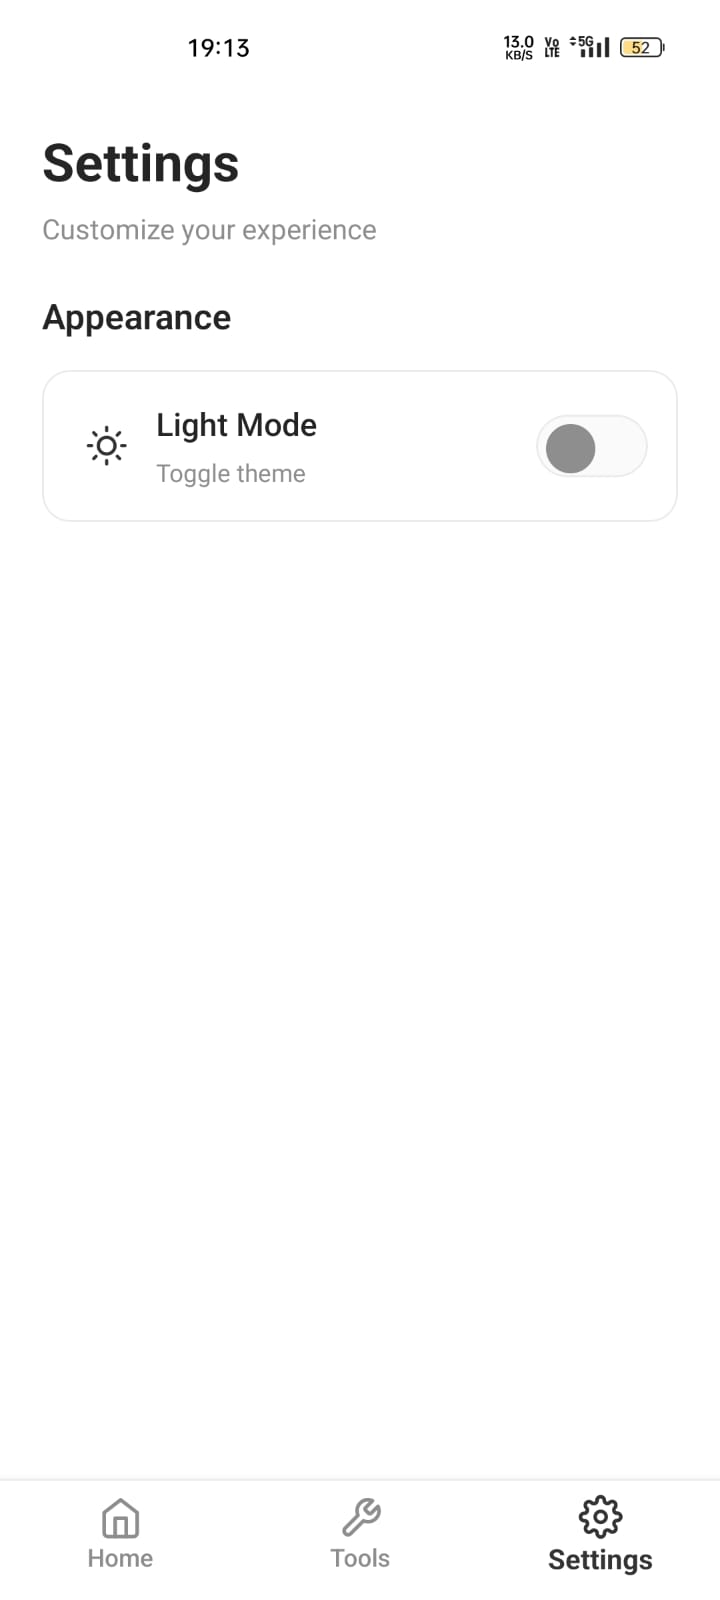 19:13
13.0
KB/S
Vo
LTE
5G
52
Settings
Customize your experience
Appearance
Light Mode
Toggle theme
Home
Tools
Settings